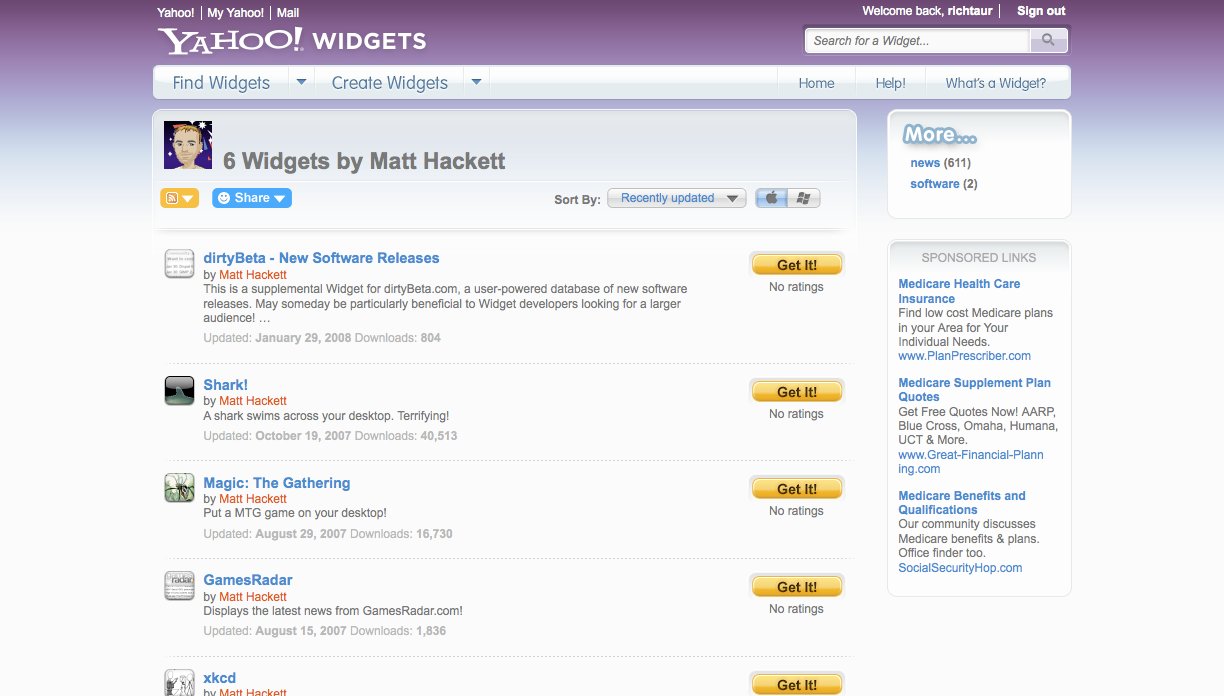 Yahoo! | My Yahoo! | Mail
Welcome back, richtaur | Sign out
YAHOO! WIDGETS
Search for a Widget...
Find Widgets
Create Widgets
Home
Help!
What's a Widget?
6 Widgets by Matt Hackett
Share
Sort By: Recently updated
dirtyBeta - New Software Releases
by Matt Hackett
This is a supplemental Widget for dirtyBeta.com, a user-powered database of new software
releases. May someday be particularly beneficial to Widget developers looking for a larger
audience! ...
Updated: January 29, 2008 Downloads: 804
Get It!
No ratings
Shark!
by Matt Hackett
A shark swims across your desktop. Terrifying!
Updated: October 19, 2007 Downloads: 40,513
Get It!
No ratings
Magic: The Gathering
by Matt Hackett
Put a MTG game on your desktop!
Updated: August 29, 2007 Downloads: 16,730
Get It!
No ratings
GamesRadar
by Matt Hackett
Displays the latest news from GamesRadar.com!
Updated: August 15, 2007 Downloads: 1,836
Get It!
No ratings
xkcd
by Matt Hackett
Get It!
More...
news (611)
software (2)
SPONSORED LINKS
Medicare Health Care
Insurance
Find low cost Medicare plans
in your Area for Your
Individual Needs.
www.PlanPrescriber.com
Medicare Supplement Plan
Quotes
Get Free Quotes Now! AARP,
Blue Cross, Omaha, Humana,
UCT & More.
www.Great-Financial-Plann
ing.com
Medicare Benefits and
Qualifications
Our community discusses
Medicare benefits & plans.
Office finder too.
SocialSecurityHop.com